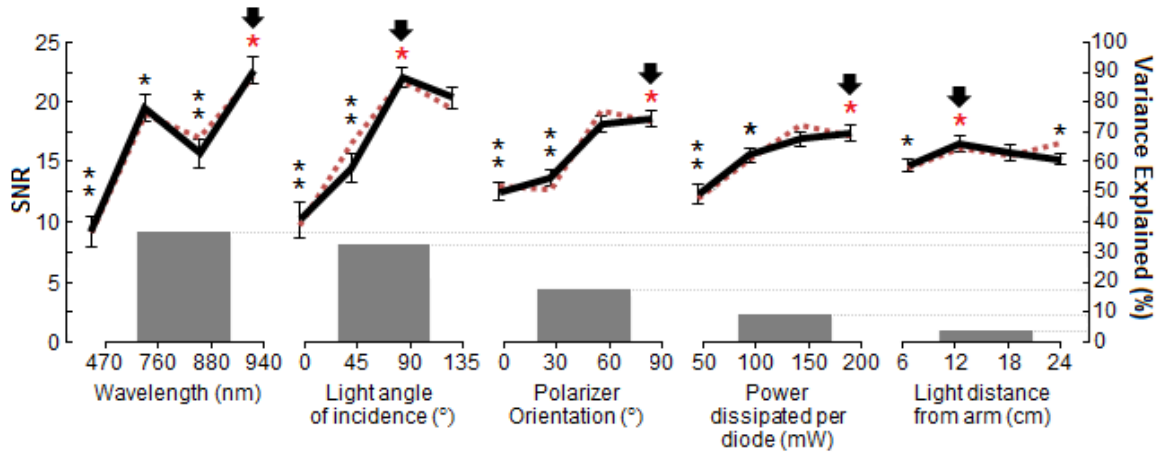 25
20
15
10
5
0
SNR
* * * * * *
* * * * * *
* * * * *
* * * * *
* * *
100
90
80
70
60
50
40
30
20
10
0
Variance Explained (%)
470 760 880 940 0 45 90 135 0 30 60 90 50 100 150 200 6 12 18 24
Wavelength (nm)
Light angle
of incidence (°)
Polarizer
Orientation (°)
Power
dissipated per
diode (mW)
Light distance
from arm (cm)